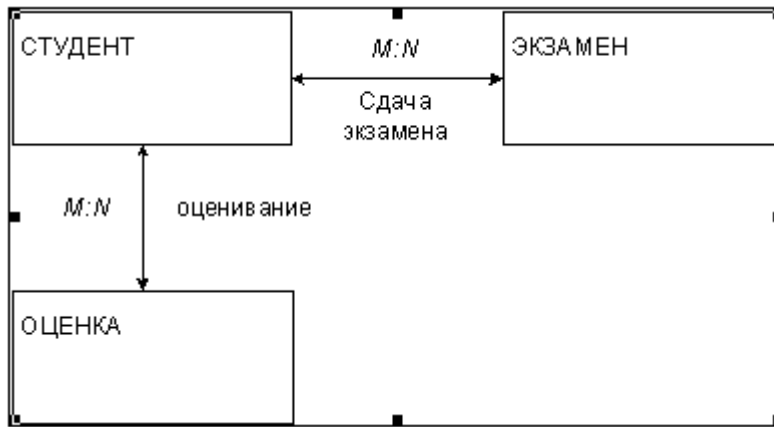 СТУДЕНТ
M:N
ЭКЗАМЕН
Сдача
экзамена
M:N
оценивание
ОЦЕНКА